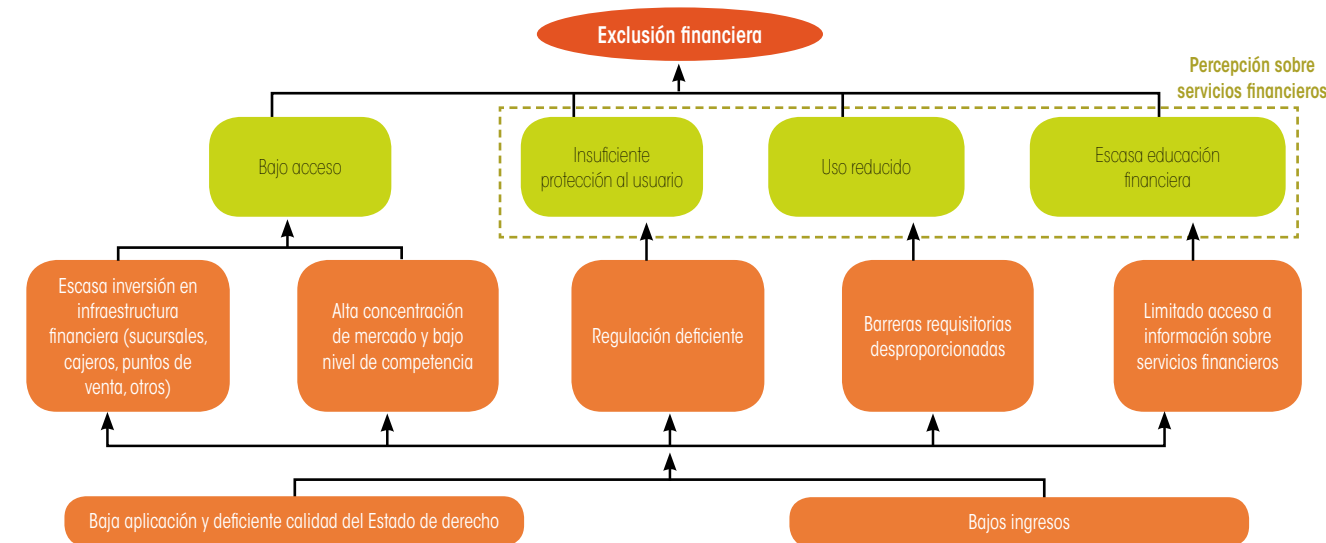 Exclusión financiera
Percepción sobre
servicios financieros
Bajo acceso
Insuficiente
protección al usuario
Uso reducido
Escasa educación
financiera
Escasa inversión en
infraestructura
financiera (sucursales,
cajeros, puntos de
venta, otros)
Alta concentración
de mercado y bajo
nivel de competencia
Regulación deficiente
Barreras requisitorias
desproporcionadas
Limitado acceso a
información sobre
servicios financieros
Baja aplicación y deficiente calidad del Estado de derecho
Bajos ingresos